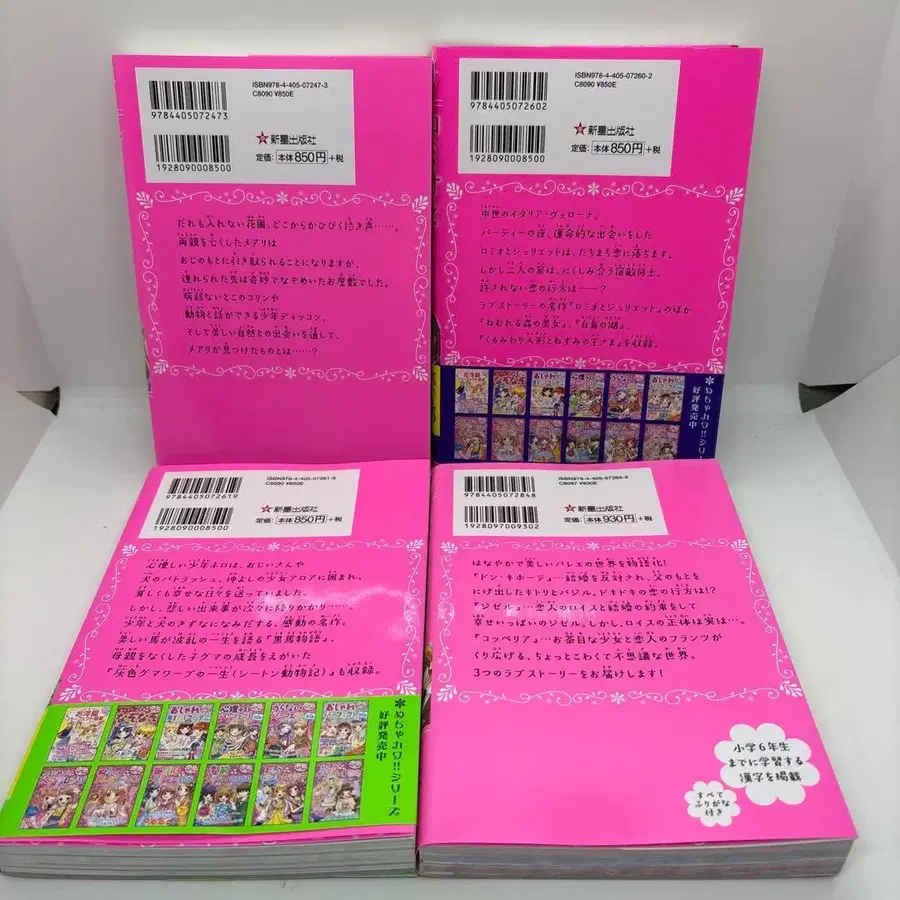 ISBN978-4-405-07247-3
C8090 ¥850E
9784405072473
新星出版社
定価：本体850円+税
1928090008500
だれも入れない花園、どこからかひびく泣き声……。
両親を亡くしたメアリは
おじのもとに引き取られることになりますが、
連れられた先は奇妙でなぞめいたお屋敷でした。
病弱ないとこのコリンや
動物と話ができる少年ディッコン、
そして美しい自然との出会いを通して、
メアリが見つけたものとは……？
ISBN978-4-405-07260-2
C8090 ¥850E
9784405072602
新星出版社
定価：本体850円+税
1928090008500
中世のイタリア・ヴェローナ。
パーティーの夜、運命的な出会いをした
ロミオとジュリエットは、たちまち恋に落ちます。
しかし二人の家は、にくしみ合う宿敵同士。
許されない恋の行方は——？
ラブストーリーの名作『ロミオとジュリエット』のほか
『ねむれる森の美女』、『白鳥の湖』、
『くるみわり人形とねずみの王さま』を収録。
めちゃカワ!!シリーズ
好評発売中
ISBN978-4-405-07261-9
C8090 ¥850E
9784405072619
新星出版社
定価：本体850円+税
1928090008500
心優しい少年ネロは、おじいさんや
犬のパトラッシュ、仲よしの少女アロアに囲まれ、
貧しくも幸せな日々を送っていました。
しかし、悲しい出来事が次々に降りかかり……。
少年と犬のきずなになみだする、感動の名作。
美しい馬が波乱の一生を語る『黒馬物語』、
母親をなくした子グマの成長をえがいた
『灰色グマワーブの一生（シートン動物記）』も収録。
めちゃカワ!!シリーズ
好評発売中
ISBN978-4-405-07284-8
C8097 ¥930E
9784405072848
新星出版社
定価：本体930円+税
1928097009302
はなやかで美しいバレエの世界を物語化！
『ドン・キホーテ』…結婚を反対され、父のもとを
にげ出したキトリとバジル。ドキドキの恋の行方は!?
『ジゼル』…恋人のロイスと結婚の約束をして
幸せいっぱいのジゼル。しかし、ロイスの正体は実は…。
『コッペリア』…お茶目な少女と恋人のフランツが
くり広げる、ちょっとこわくて不思議な世界。
3つのラブストーリーをお届けします！
小学6年生
までに学習する
漢字を掲載
すべて
ふりがな
付き